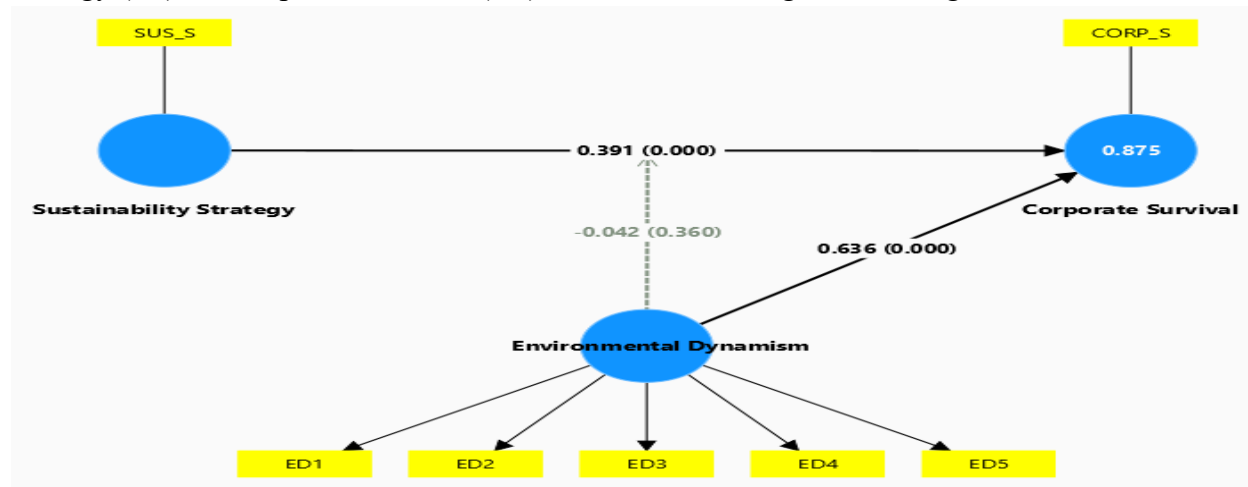 SUS_S
CORP_S
0.391 (0.000)
0.875
Sustainability Strategy
Corporate Survival
-0.042 (0.360)
0.636 (0.000)
Environmental Dynamism
ED1
ED2
ED3
ED4
ED5